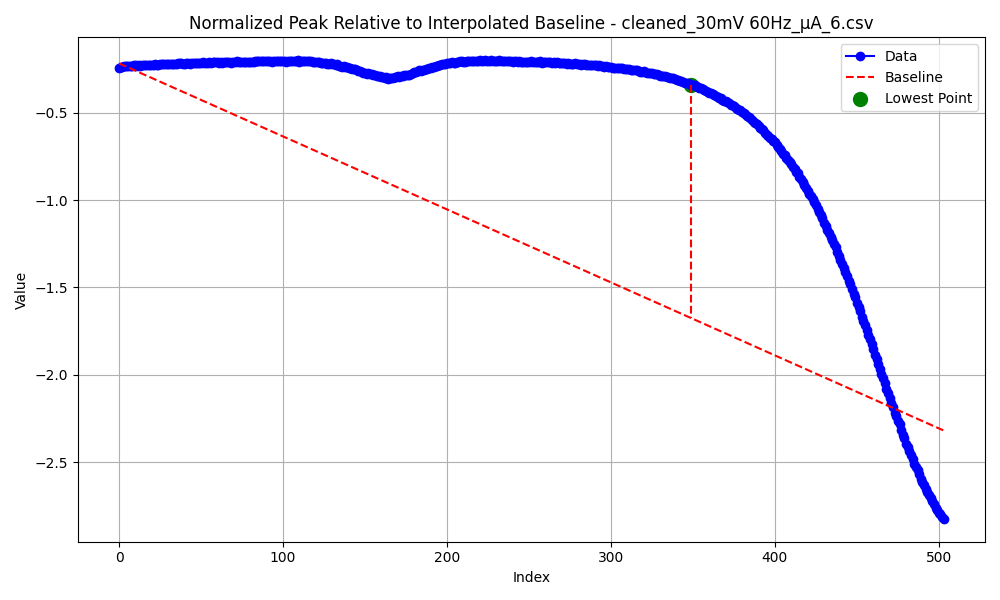 Normalized Peak Relative to Interpolated Baseline - cleaned_30mV 60Hz_μA_6.csv
Data
Baseline
Lowest Point
Value
−0.5
−1.0
−1.5
−2.0
−2.5
0 100 200 300 400 500
Index